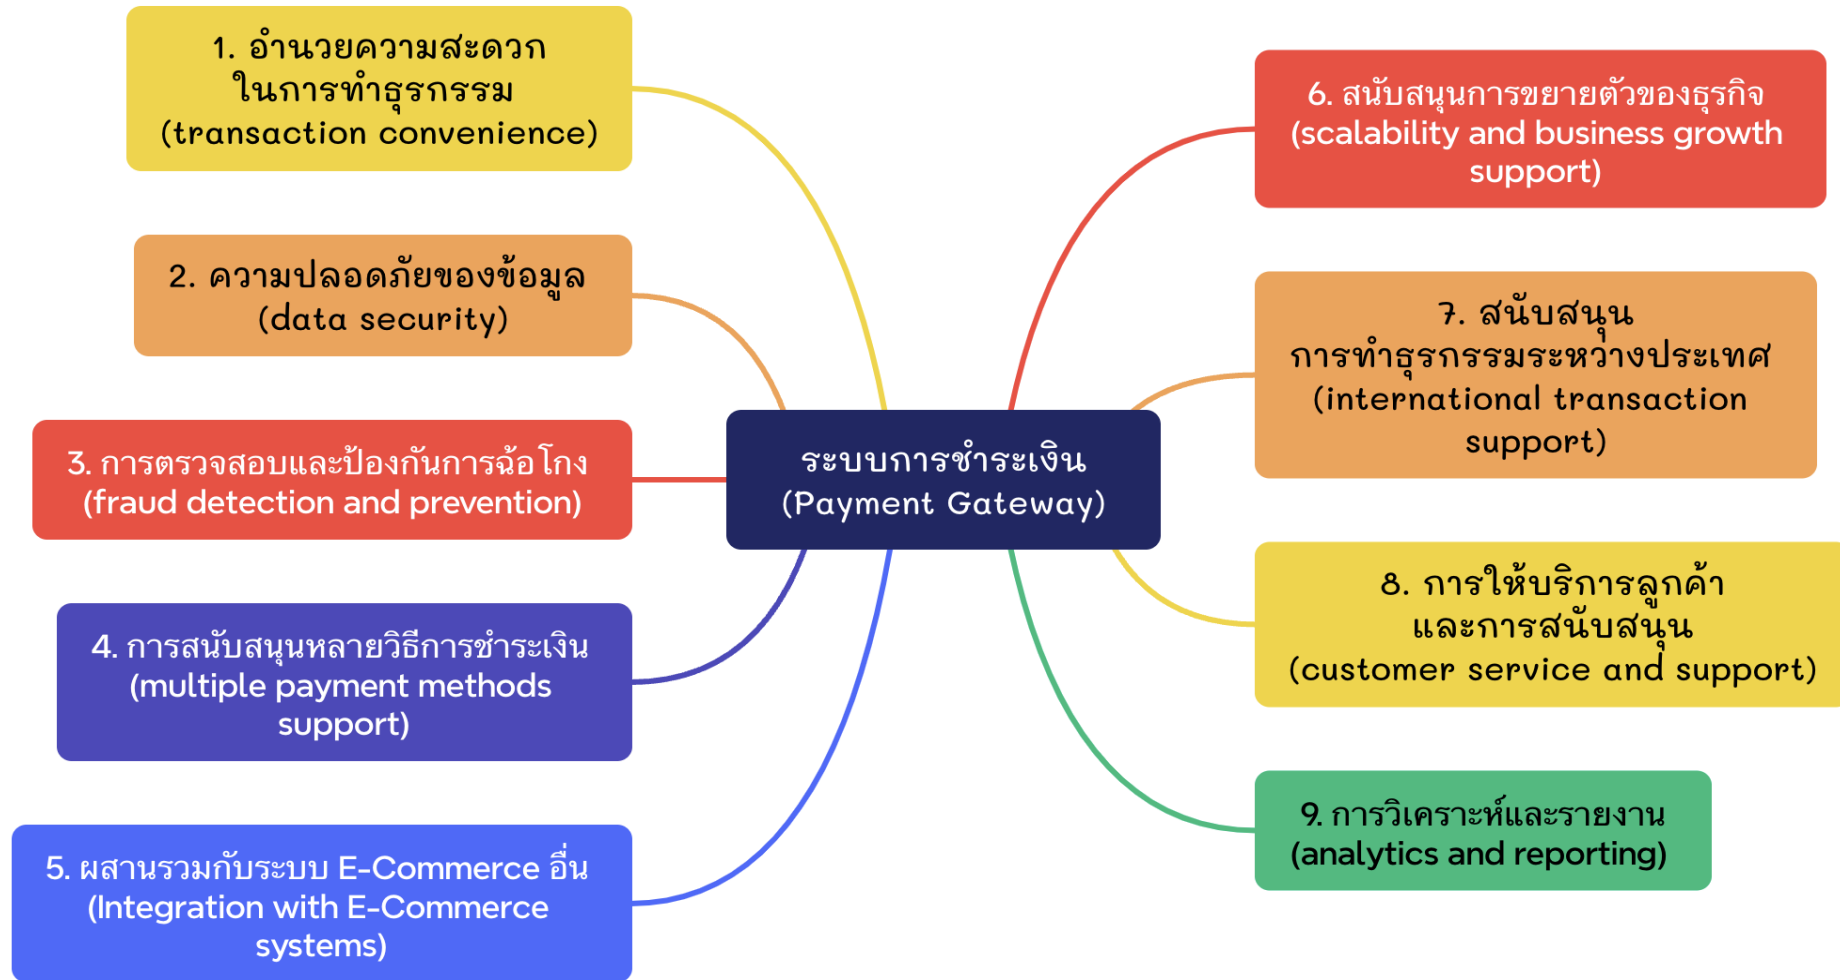 1. อำนวยความสะดวก
ในการทำธุรกรรม
(transaction convenience)
2. ความปลอดภัยของข้อมูล
(data security)
3. การตรวจสอบและป้องกันการฉ้อโกง
(fraud detection and prevention)
4. การสนับสนุนหลายวิธีการชำระเงิน
(multiple payment methods
support)
5. ผสานรวมกับระบบ E-Commerce อื่น
(Integration with E-Commerce
systems)
ระบบการชำระเงิน
(Payment Gateway)
6. สนับสนุนการขยายตัวของธุรกิจ
(scalability and business growth
support)
7. สนับสนุน
การทำธุรกรรมระหว่างประเทศ
(international transaction
support)
8. การให้บริการลูกค้า
และการสนับสนุน
(customer service and support)
9. การวิเคราะห์และรายงาน
(analytics and reporting)